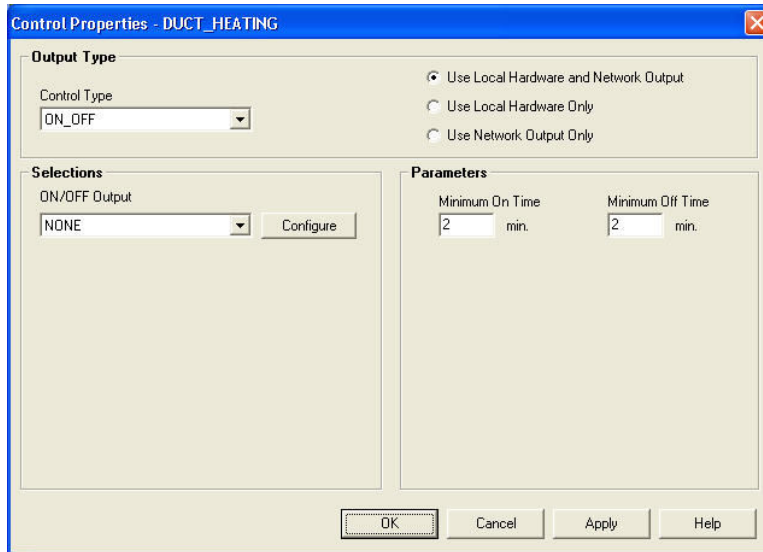 Control Properties - DUCT_HEATING
Output Type
Control Type
ON_OFF
Use Local Hardware and Network Output
Use Local Hardware Only
Use Network Output Only
Selections
ON/OFF Output
NONE
Configure
Parameters
Minimum On Time
2 min.
Minimum Off Time
2 min.
OK
Cancel
Apply
Help